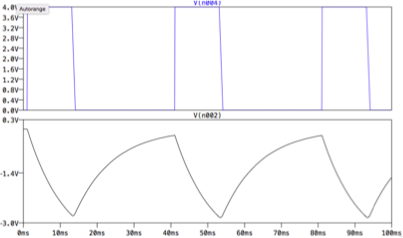 V(n004)
4.0V
Autorange
3.6V
3.2V
2.8V
2.4V
2.0V
1.6V
1.2V
0.8V
0.4V
0.0V
V(n002)
0.3V
-1.4V
-3.0V
0ms 10ms 20ms 30ms 40ms 50ms 60ms 70ms 80ms 90ms 100ms